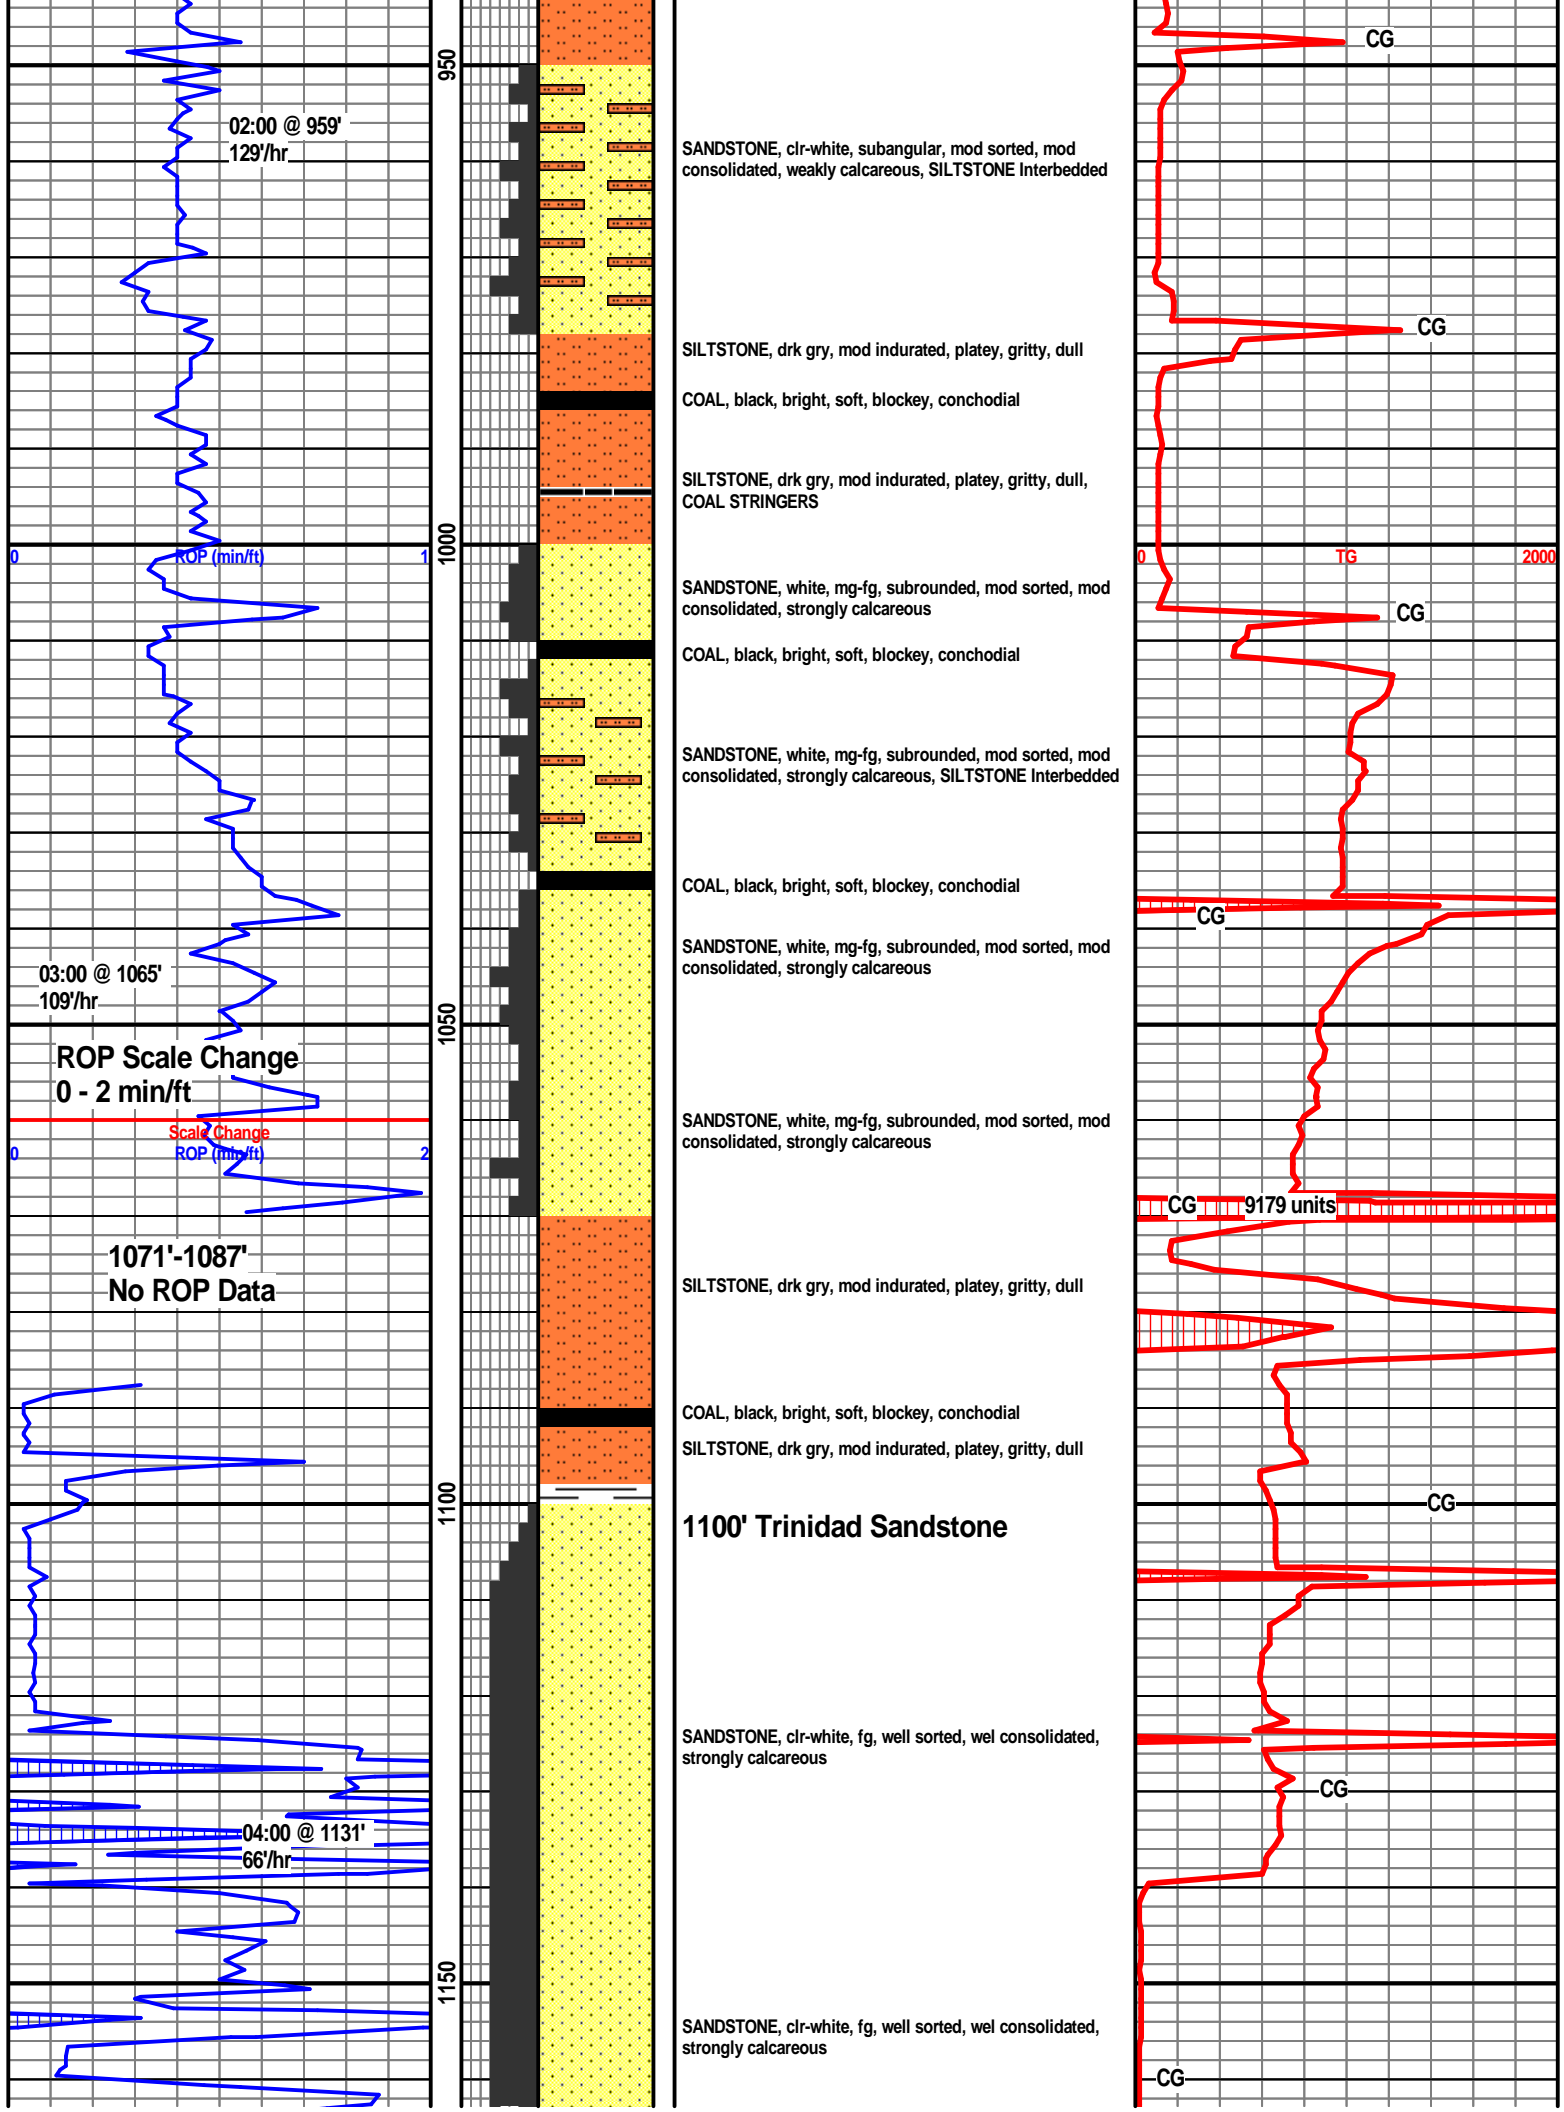 CG
950
02:00 @ 959'
129'/hr
SANDSTONE, clr-white, subangular, mod sorted, mod
consolidated, weakly calcareous, SILTSTONE Interbedded
CG
SILTSTONE, drk gry, mod indurated, platey, gritty, dull
COAL, black, bright, soft, blockey, conchodial
SILTSTONE, drk gry, mod indurated, platey, gritty, dull,
COAL STRINGERS
0 ROP (min/ft) 1
1000
0 TG 2000
SANDSTONE, white, mg-fg, subrounded, mod sorted, mod
consolidated, strongly calcareous
CG
COAL, black, bright, soft, blockey, conchodial
SANDSTONE, white, mg-fg, subrounded, mod sorted, mod
consolidated, strongly calcareous, SILTSTONE Interbedded
COAL, black, bright, soft, blockey, conchodial
CG
SANDSTONE, white, mg-fg, subrounded, mod sorted, mod
consolidated, strongly calcareous
03:00 @ 1065'
109'/hr
1050
ROP Scale Change
0 - 2 min/ft
Scale Change
0 ROP (min/ft) 2
SANDSTONE, white, mg-fg, subrounded, mod sorted, mod
consolidated, strongly calcareous
CG 9179 units
1071'-1087'
No ROP Data
SILTSTONE, drk gry, mod indurated, platey, gritty, dull
COAL, black, bright, soft, blockey, conchodial
SILTSTONE, drk gry, mod indurated, platey, gritty, dull
1100
CG
1100' Trinidad Sandstone
SANDSTONE, clr-white, fg, well sorted, wel consolidated,
strongly calcareous
CG
04:00 @ 1131'
66'/hr
1150
SANDSTONE, clr-white, fg, well sorted, wel consolidated,
strongly calcareous
CG